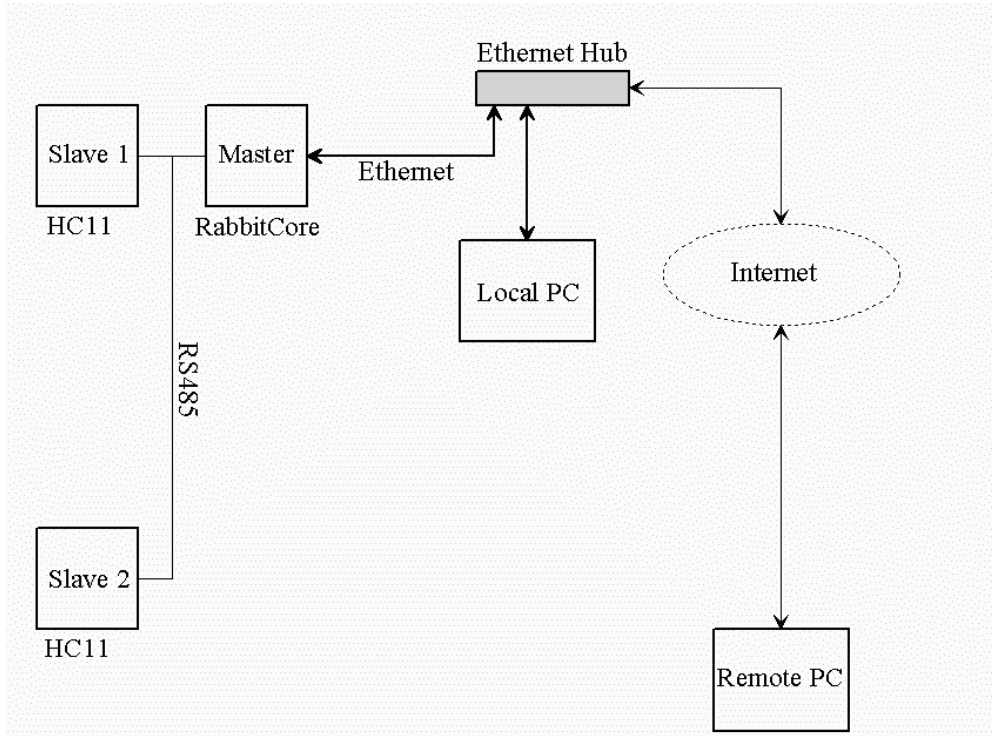 Ethernet Hub
Slave 1
Master
Ethernet
HC11
RabbitCore
Internet
Local PC
RS485
Slave 2
HC11
Remote PC